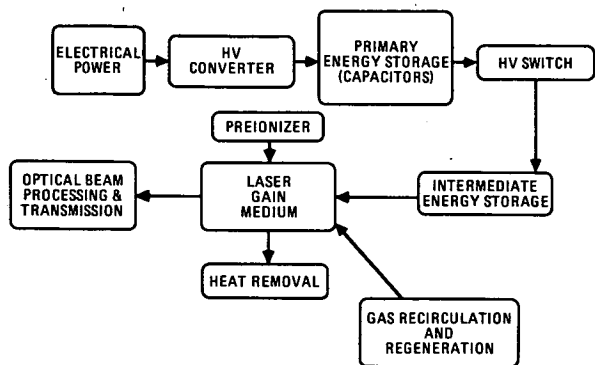 ELECTRICAL
POWER
HV
CONVERTER
PRIMARY
ENERGY STORAGE
(CAPACITORS)
HV SWITCH
PREIONIZER
OPTICAL BEAM
PROCESSING &
TRANSMISSION
LASER
GAIN
MEDIUM
INTERMEDIATE
ENERGY STORAGE
HEAT REMOVAL
GAS RECIRCULATION
AND
REGENERATION